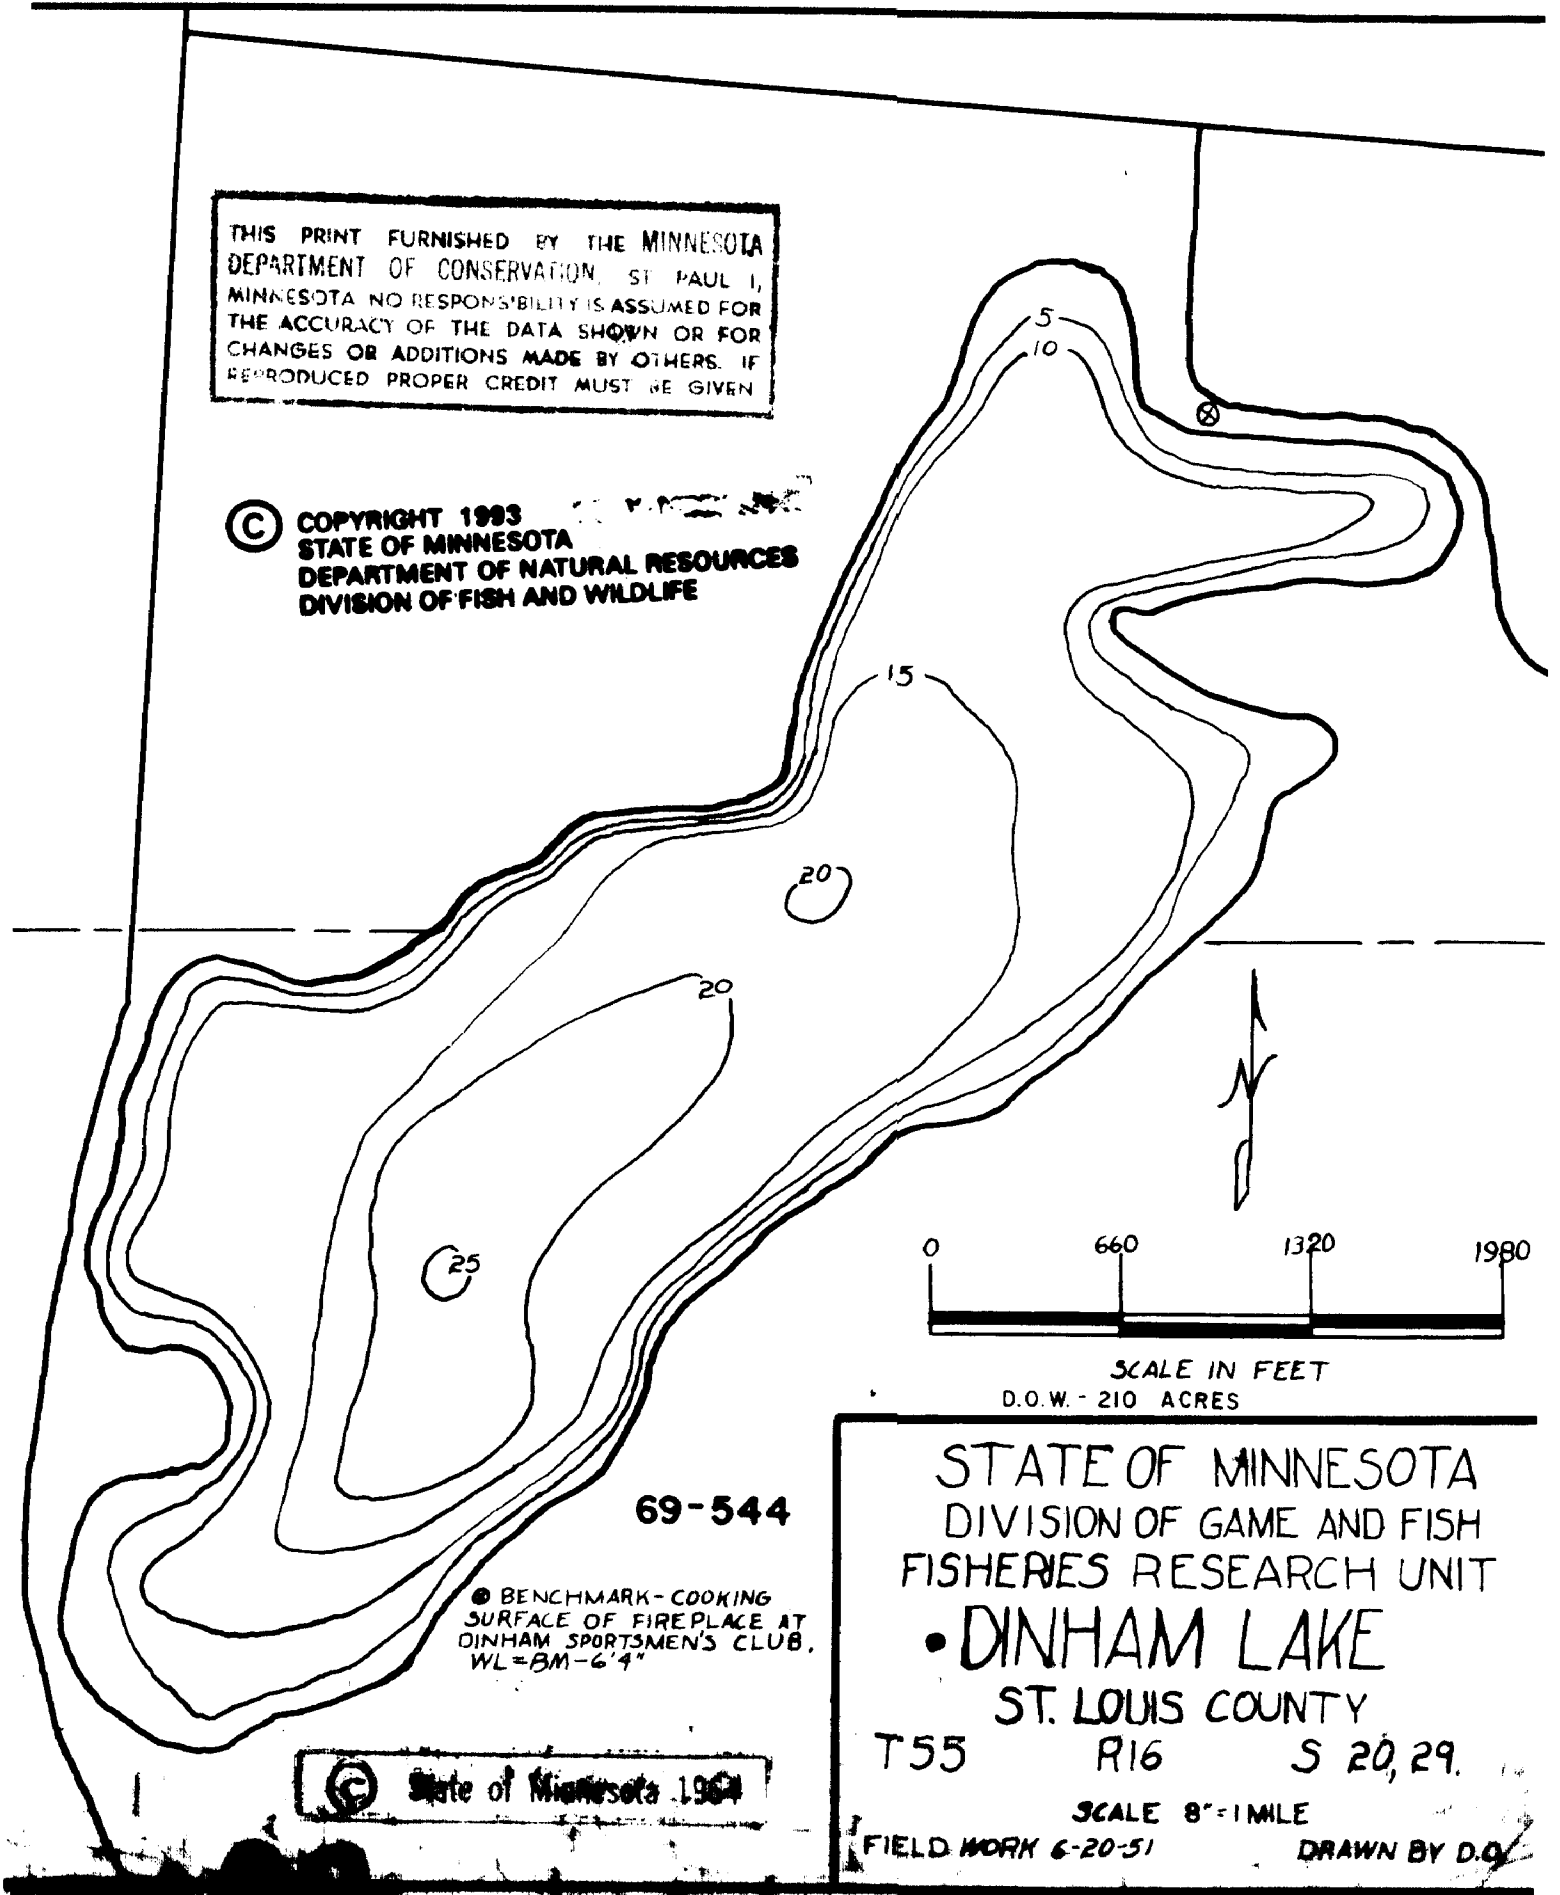 THIS PRINT FURNISHED BY THE MINNESOTA
DEPARTMENT OF CONSERVATION, ST PAUL 1,
MINNESOTA NO RESPONSIBILITY IS ASSUMED FOR
THE ACCURACY OF THE DATA SHOWN OR FOR
CHANGES OR ADDITIONS MADE BY OTHERS. IF
REPRODUCED PROPER CREDIT MUST BE GIVEN
5
10
© COPYRIGHT 1993
STATE OF MINNESOTA
DEPARTMENT OF NATURAL RESOURCES
DIVISION OF FISH AND WILDLIFE
15
20
20
N
25
0 660 1320 1980
SCALE IN FEET
D.O.W. - 210 ACRES
69-544
BENCHMARK - COOKING
SURFACE OF FIREPLACE AT
DINHAM SPORTSMEN'S CLUB.
WL = BM - 6'4"
STATE OF MINNESOTA
DIVISION OF GAME AND FISH
FISHERIES RESEARCH UNIT
• DINHAM LAKE
ST. LOUIS COUNTY
T55 R16 S 20, 29.
SCALE 8" = 1 MILE
FIELD WORK 6-20-51 DRAWN BY D.O.
© State of Minnesota 1964